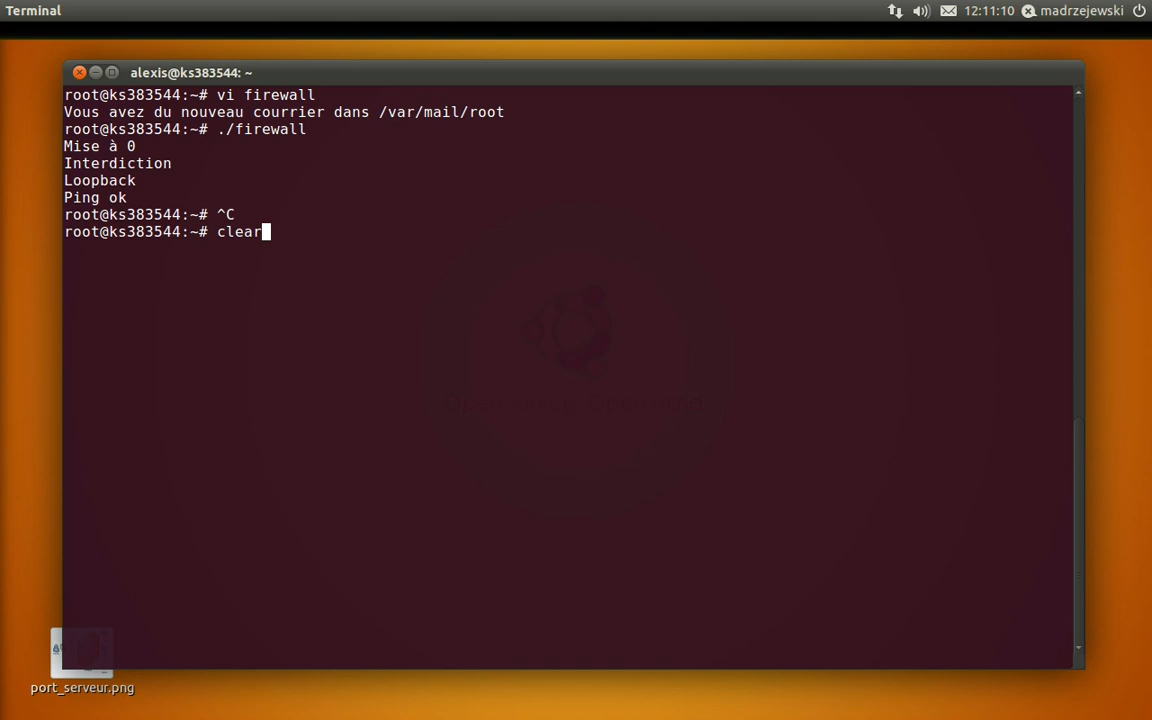 Terminal
12:11:10
madrzejewski
alexis@ks383544: ~
root@ks383544:~# vi firewall
Vous avez du nouveau courrier dans /var/mail/root
root@ks383544:~# ./firewall
Mise à 0
Interdiction
Loopback
Ping ok
root@ks383544:~# ^C
root@ks383544:~# clear
port_serveur.png